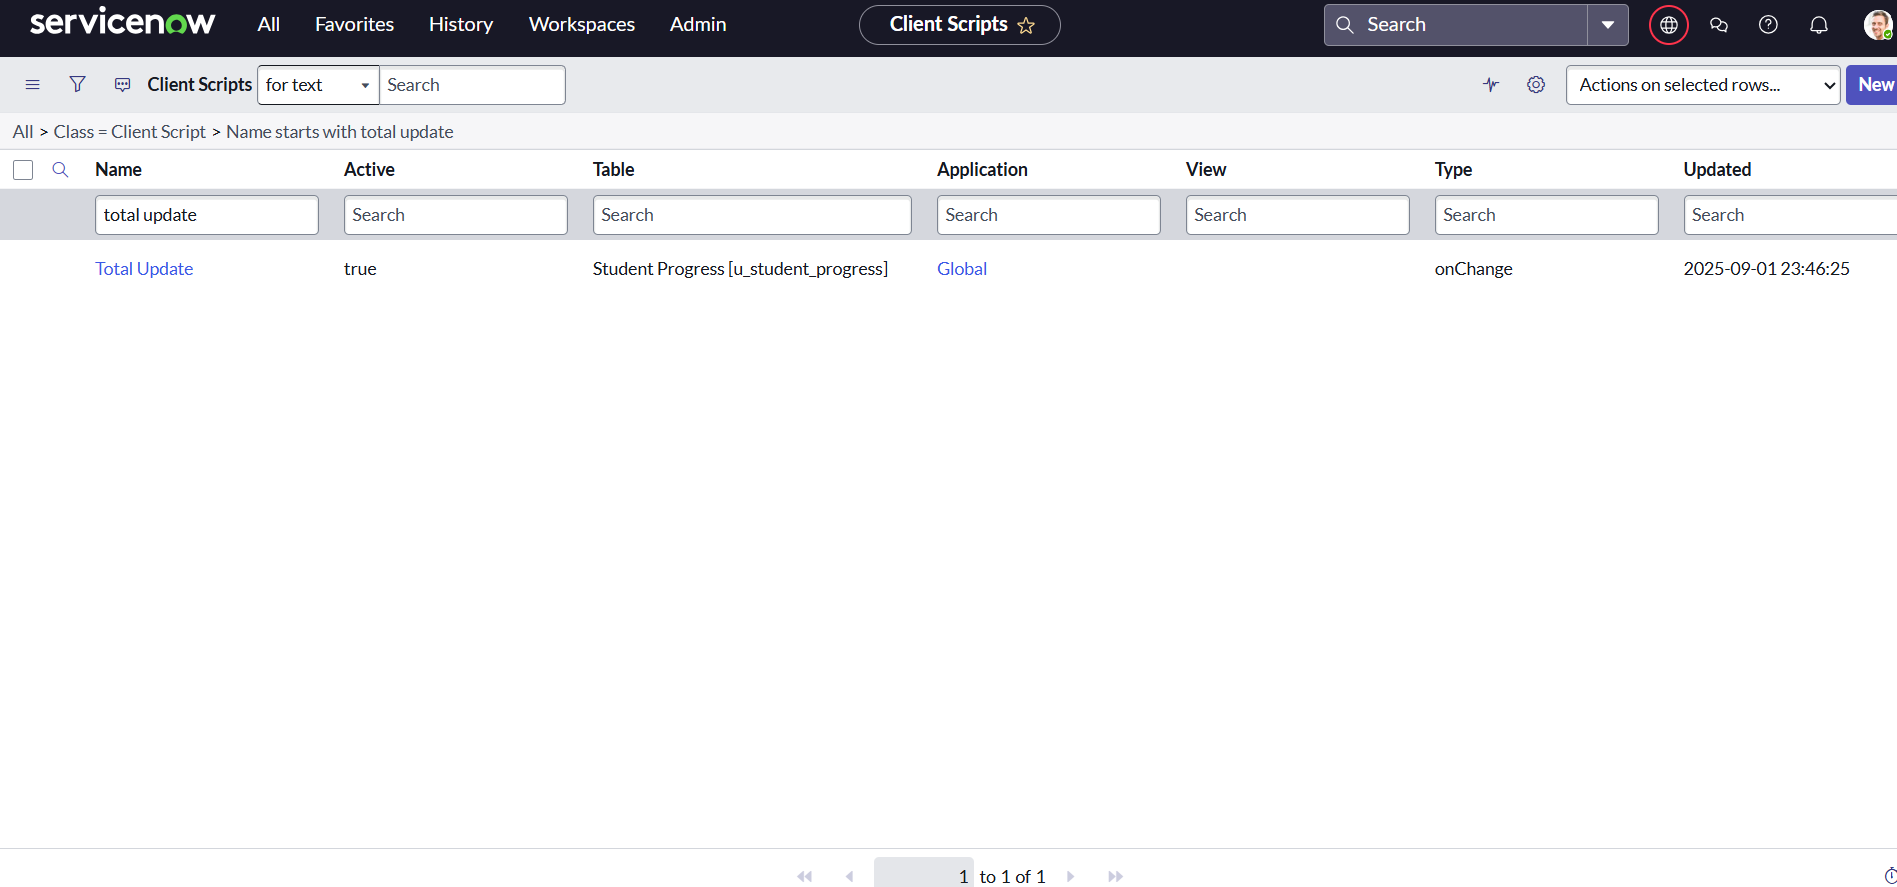 servicenow All Favorites History Workspaces Admin Client Scripts Search
Client Scripts for text Search Actions on selected rows... New
All > Class = Client Script > Name starts with total update
Name Active Table Application View Type Updated
total update Search Search Search Search Search Search
Total Update true Student Progress [u_student_progress] Global onChange 2025-09-01 23:46:25
1 to 1 of 1